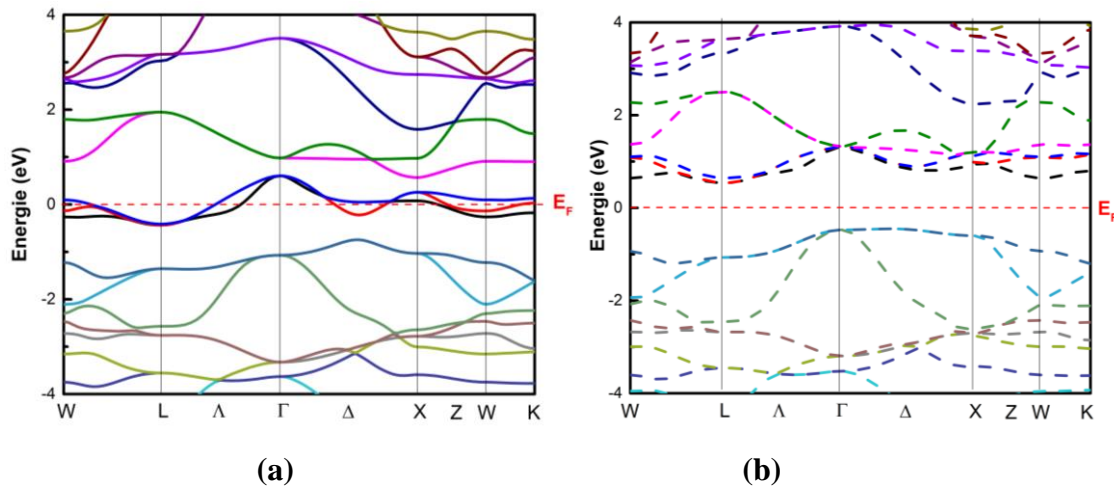 4
2
0
-2
-4
Energie (eV)
E_F
W L Λ Γ Δ X Z W K
(a)
4
2
0
-2
-4
Energie (eV)
E_F
W L Λ Γ Δ X Z W K
(b)